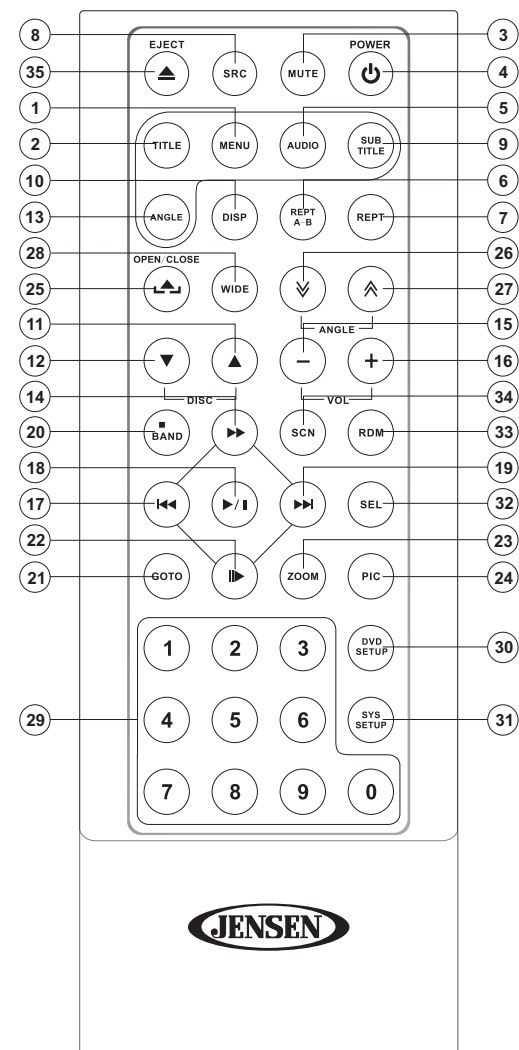 8
3
EJECT
POWER
35
SRC
MUTE
4
1
5
2
TITLE
MENU
AUDIO
SUB
TITLE
9
10
6
13
ANGLE
DISP
REPT
A-B
REPT
7
28
26
OPEN/CLOSE
25
WIDE
27
ANGLE
11
15
12
16
DISC
VOL
14
34
20
BAND
SCN
RDM
33
18
19
17
SEL
32
22
23
21
GOTO
ZOOM
PIC
24
1
2
3
DVD
SETUP
30
29
4
5
6
SYS
SETUP
31
7
8
9
0
JENSEN